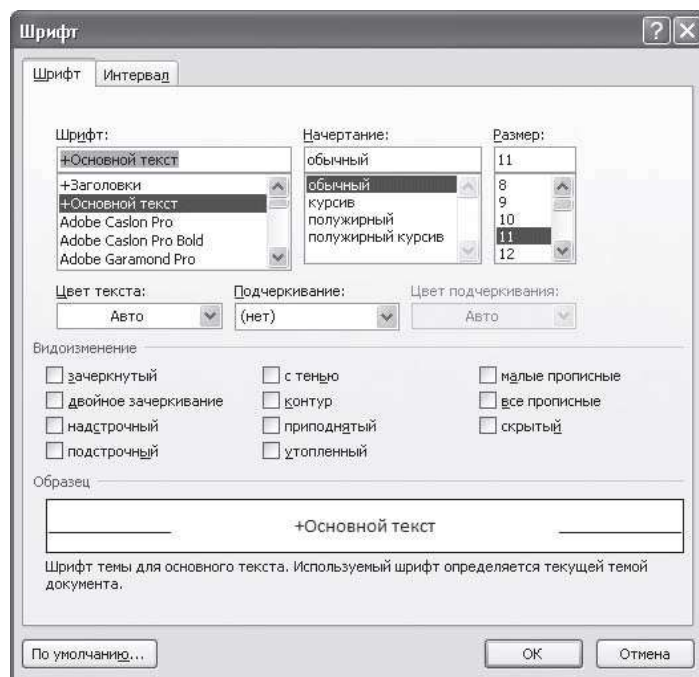 Шрифт
Шрифт Интервал
Шрифт: Начертание: Размер:
+Основной текст обычный 11
+Заголовки обычный 8
+Основной текст курсив 9
Adobe Caslon Pro полужирный 10
Adobe Caslon Pro Bold полужирный курсив 11
Adobe Garamond Pro 12
Цвет текста: Подчеркивание: Цвет подчеркивания:
Авто (нет) Авто
Видоизменение
зачеркнутый с тенью малые прописные
двойное зачеркивание контур все прописные
надстрочный приподнятый скрытый
подстрочный утопленный
Образец
+Основной текст
Шрифт темы для основного текста. Используемый шрифт определяется текущей темой
документа.
По умолчанию... ОК Отмена